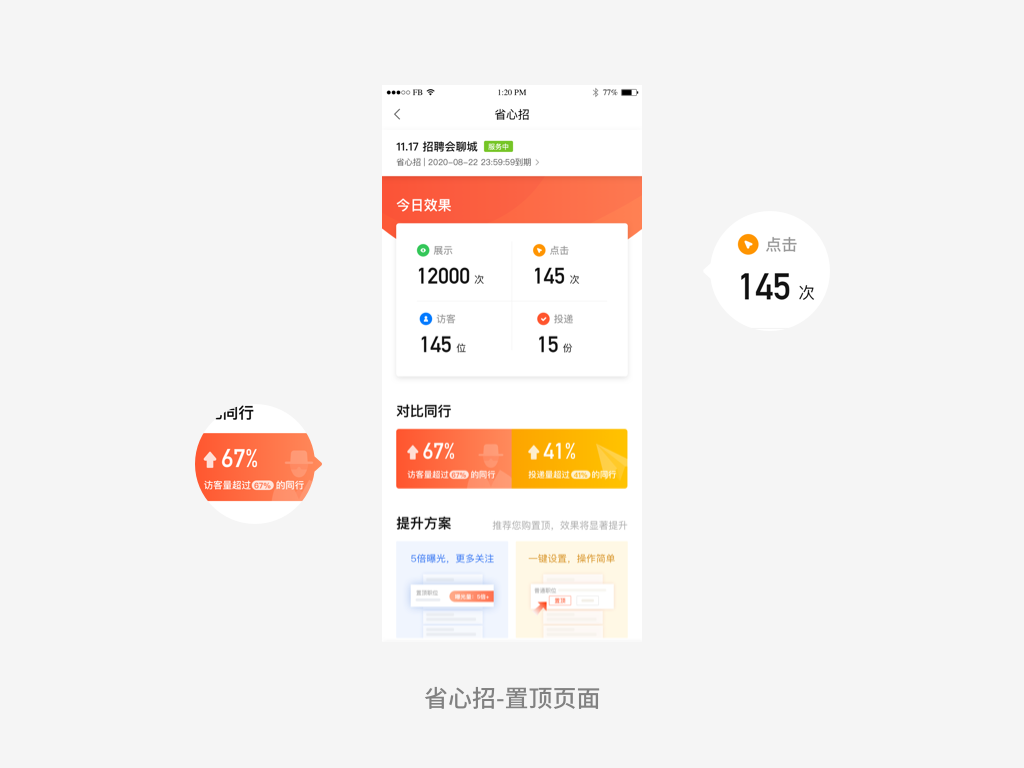 FB 1:20 PM 77%
省心招
11.17 招聘会聊城 服务中
省心招 | 2020-08-22 23:59:59到期
今日效果
展示 点击
12000 次 145 次
访客 投递
145 位 15 份
点击
145 次
对比同行
67% 41%
访客量超过67%的同行 投递量超过41%的同行
同行
67%
访客量超过67%的同行
提升方案 推荐您购置顶，效果将显著提升
5倍曝光，更多关注 一键设置，操作简单
置顶职位 曝光量：5倍+ 普通职位
置顶
省心招-置顶页面